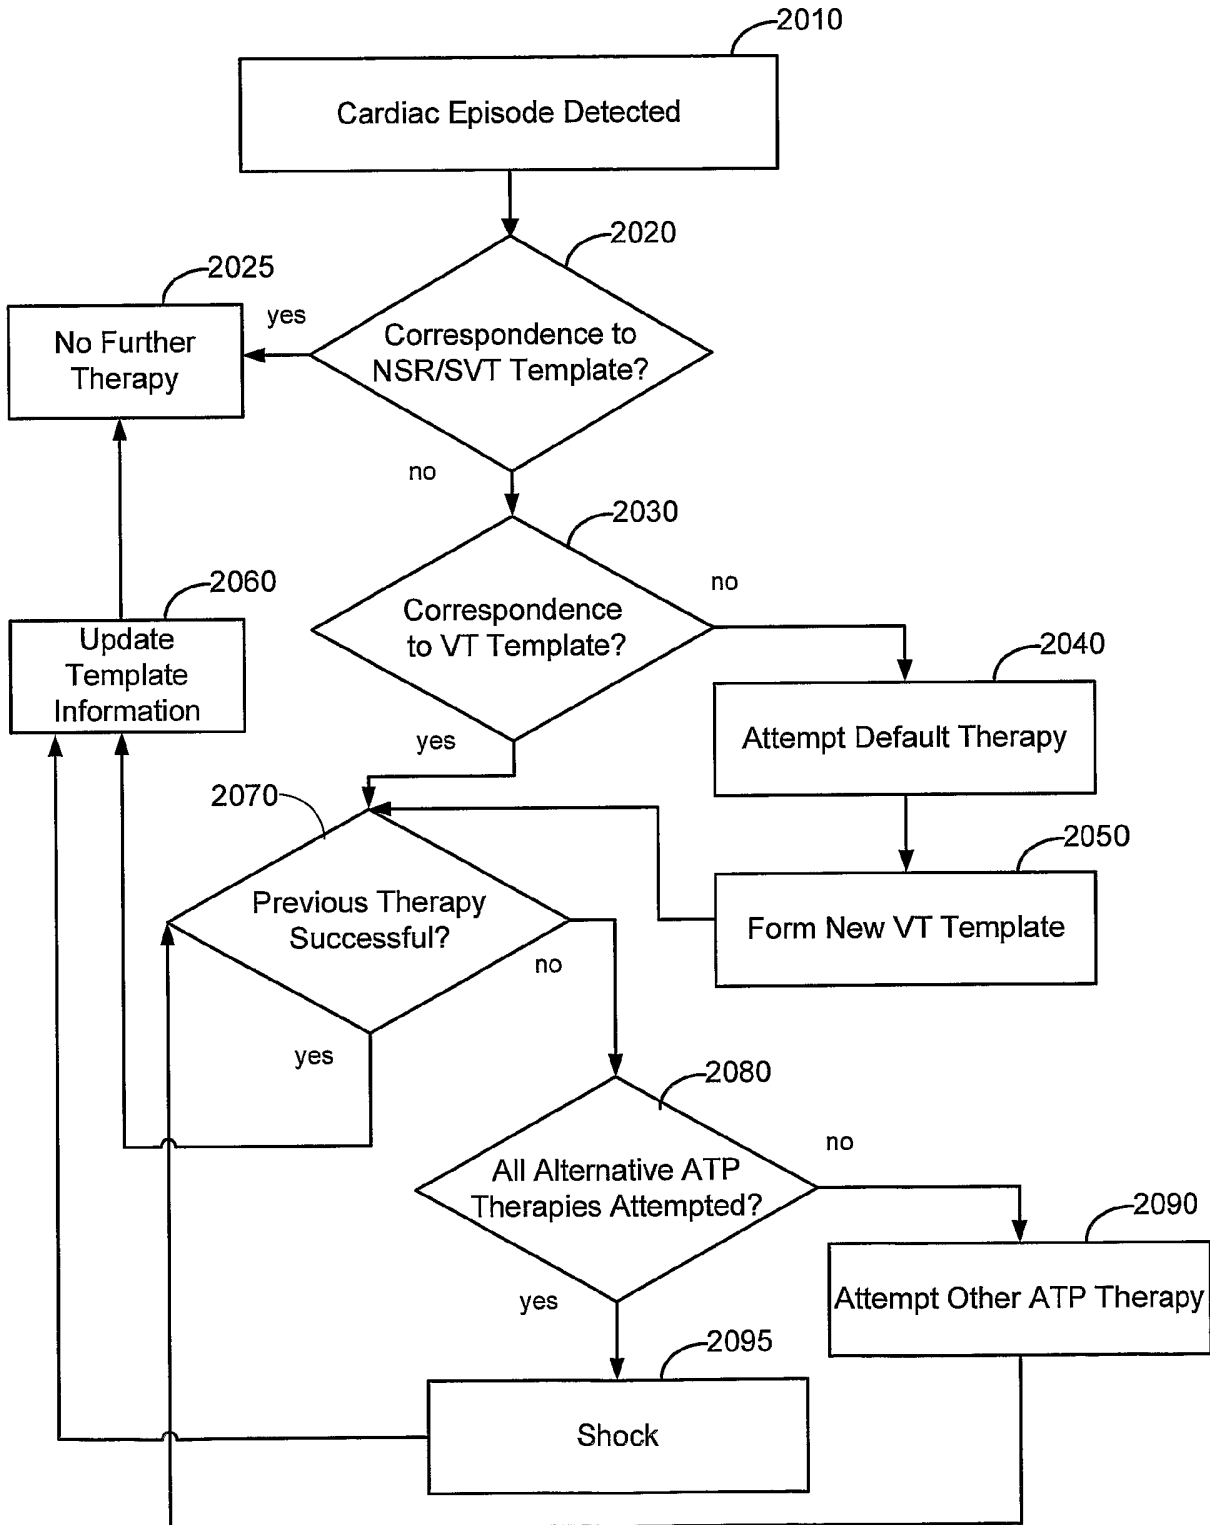 2010
Cardiac Episode Detected
2020
Correspondence to
NSR/SVT Template?
yes
2025
No Further
Therapy
no
2030
Correspondence
to VT Template?
no
2060
Update
Template
Information
2040
Attempt Default Therapy
yes
2070
Previous Therapy
Successful?
2050
Form New VT Template
no
yes
2080
All Alternative ATP
Therapies Attempted?
no
2090
Attempt Other ATP Therapy
yes
2095
Shock